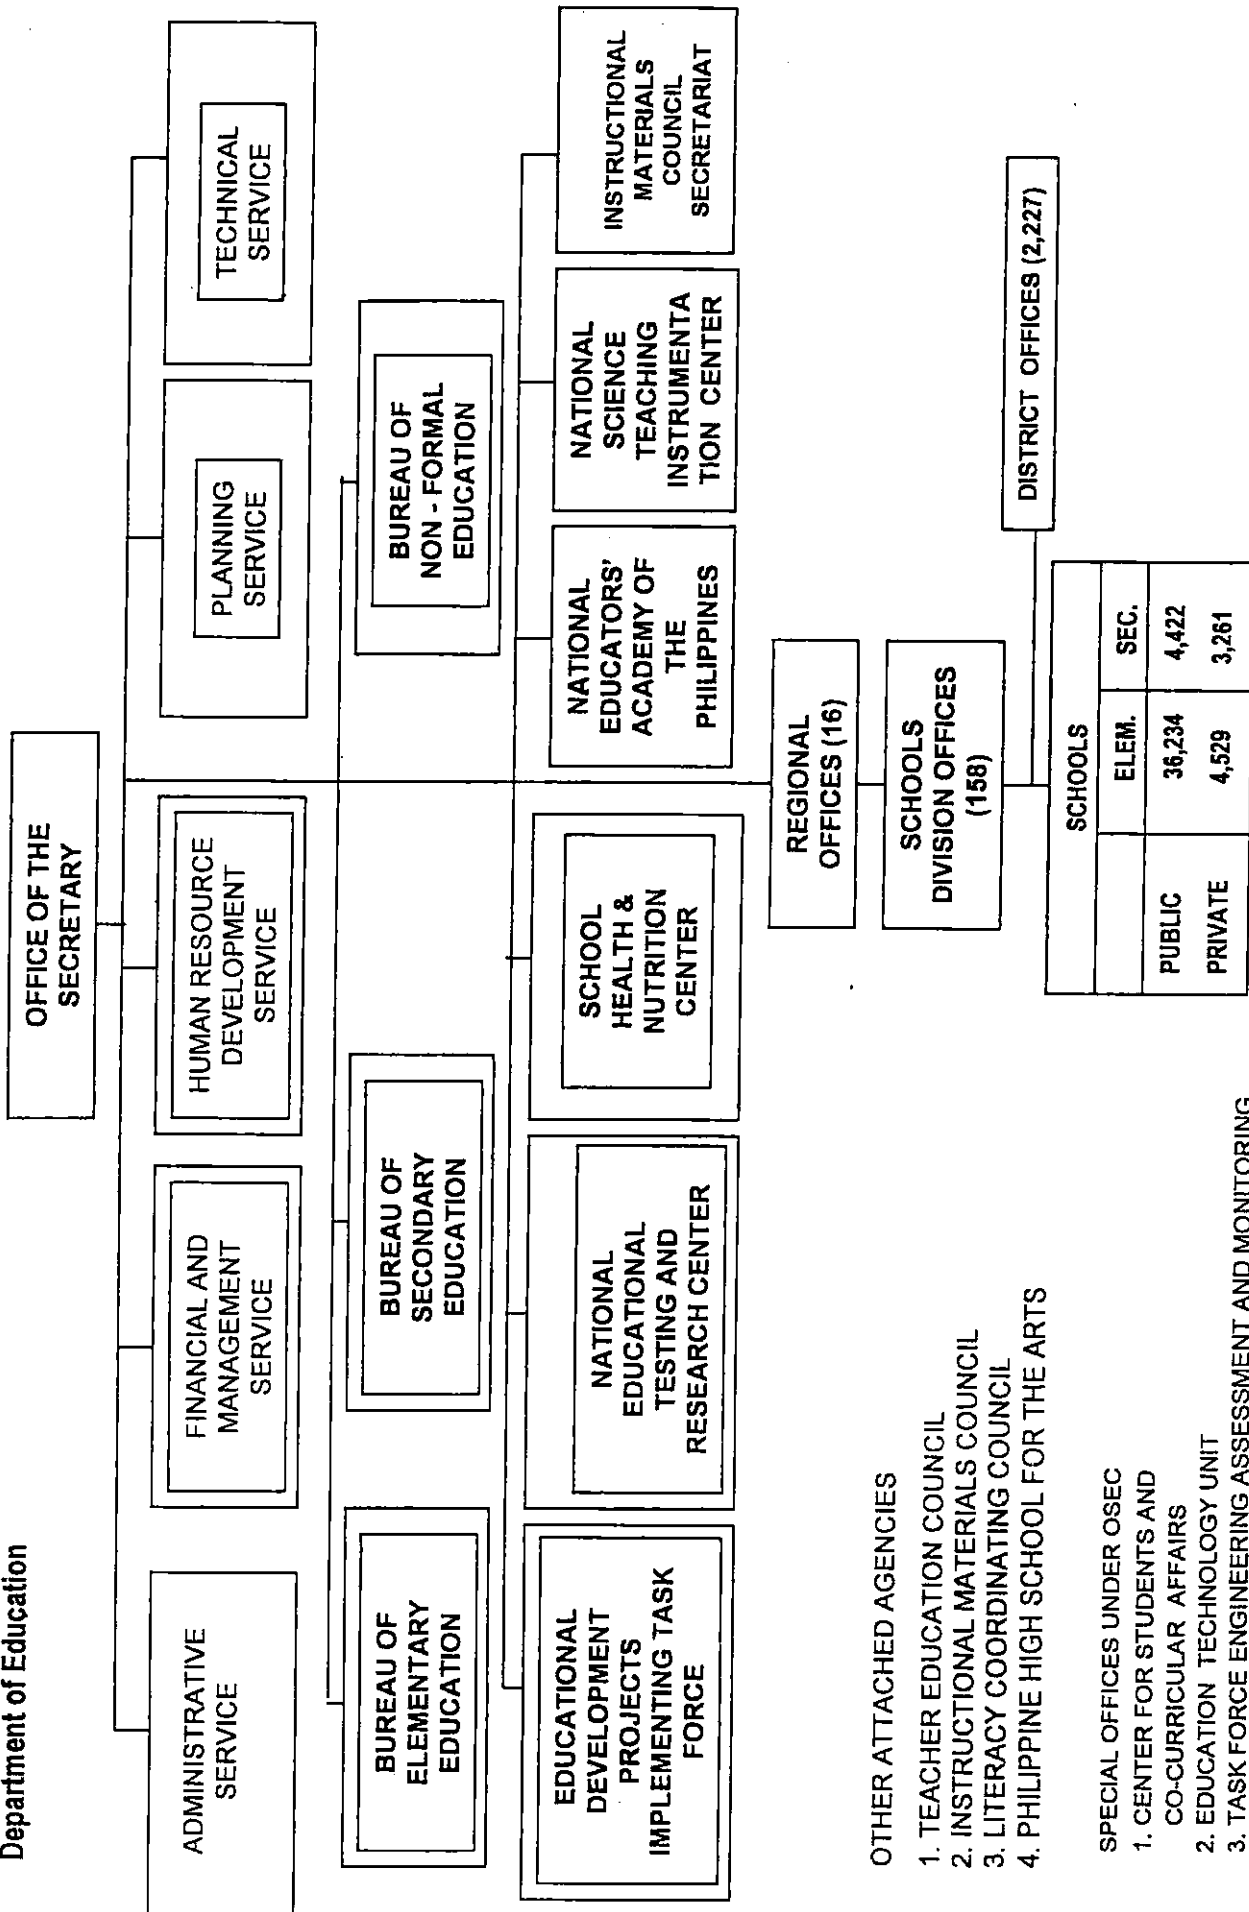 Department of Education
OFFICE OF THE
SECRETARY
ADMINISTRATIVE
SERVICE
FINANCIAL AND
MANAGEMENT
SERVICE
HUMAN RESOURCE
DEVELOPMENT
SERVICE
PLANNING
SERVICE
TECHNICAL
SERVICE
BUREAU OF
ELEMENTARY
EDUCATION
BUREAU OF
SECONDARY
EDUCATION
BUREAU OF
NON - FORMAL
EDUCATION
EDUCATIONAL
DEVELOPMENT
PROJECTS
IMPLEMENTING TASK
FORCE
NATIONAL
EDUCATIONAL
TESTING AND
RESEARCH CENTER
SCHOOL
HEALTH &
NUTRITION
CENTER
NATIONAL
EDUCATORS'
ACADEMY OF
THE
PHILIPPINES
NATIONAL
SCIENCE
TEACHING
INSTRUMENTA
TION CENTER
INSTRUCTIONAL
MATERIALS
COUNCIL
SECRETARIAT
REGIONAL
OFFICES (16)
SCHOOLS
DIVISION OFFICES
(158)
DISTRICT OFFICES (2,227)
SCHOOLS
ELEM. SEC.
PUBLIC 36,234 4,422
PRIVATE 4,529 3,261
OTHER ATTACHED AGENCIES
1. TEACHER EDUCATION COUNCIL
2. INSTRUCTIONAL MATERIALS COUNCIL
3. LITERACY COORDINATING COUNCIL
4. PHILIPPINE HIGH SCHOOL FOR THE ARTS
SPECIAL OFFICES UNDER OSEC
1. CENTER FOR STUDENTS AND
CO-CURRICULAR AFFAIRS
2. EDUCATION TECHNOLOGY UNIT
3. TASK FORCE ENGINEERING ASSESSMENT AND MONITORING